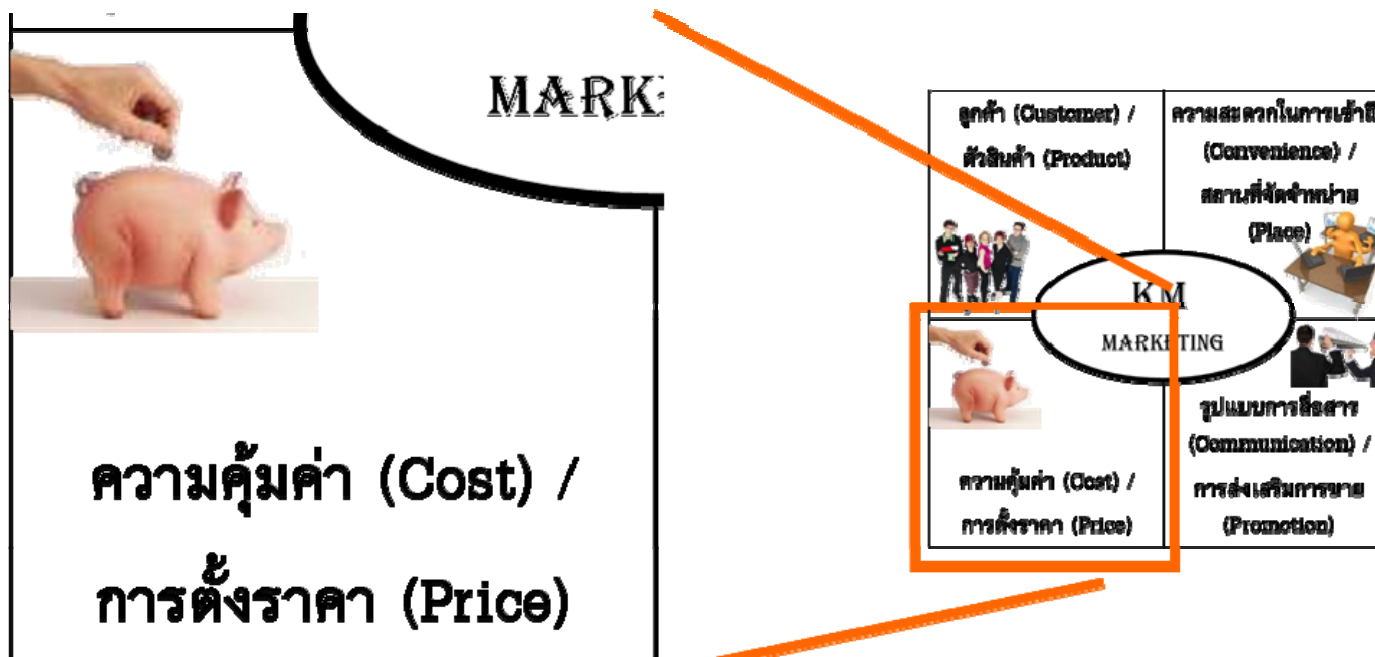 MARK
ความคุ้มค่า (Cost) /
การตั้งราคา (Price)
ลูกค้า (Customer) /
ตัวสินค้า (Product)
ความสะดวกในการเข้าถึ
(Convenience) /
สถานที่จัดจำหน่าย
(Place)
KM
MARKETING
ความคุ้มค่า (Cost) /
การตั้งราคา (Price)
รูปแบบการสื่อสาร
(Communication) /
การส่งเสริมการขาย
(Promotion)